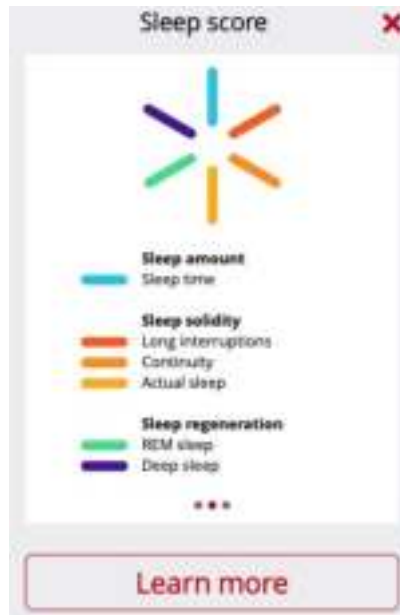 Sleep score
Sleep amount
Sleep time
Sleep solidity
Long interruptions
Continuity
Actual sleep
Sleep regeneration
REM sleep
Deep sleep
Learn more